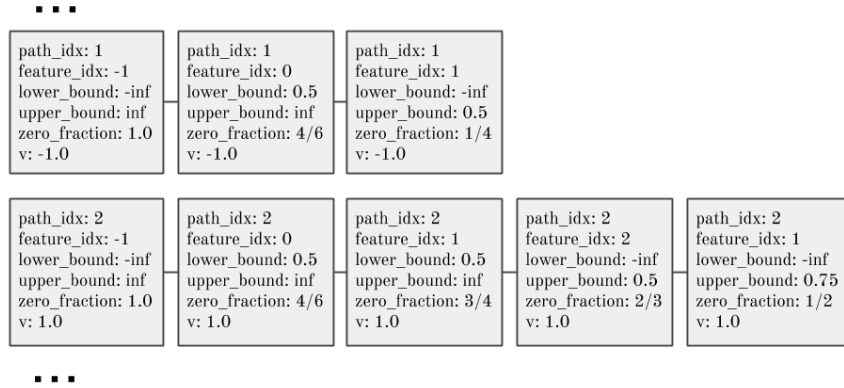 ...
path_idx: 1
feature_idx: -1
lower_bound: -inf
upper_bound: inf
zero_fraction: 1.0
v: -1.0
path_idx: 1
feature_idx: 0
lower_bound: 0.5
upper_bound: inf
zero_fraction: 4/6
v: -1.0
path_idx: 1
feature_idx: 1
lower_bound: -inf
upper_bound: 0.5
zero_fraction: 1/4
v: -1.0
path_idx: 2
feature_idx: -1
lower_bound: -inf
upper_bound: inf
zero_fraction: 1.0
v: 1.0
path_idx: 2
feature_idx: 0
lower_bound: 0.5
upper_bound: inf
zero_fraction: 4/6
v: 1.0
path_idx: 2
feature_idx: 1
lower_bound: 0.5
upper_bound: inf
zero_fraction: 3/4
v: 1.0
path_idx: 2
feature_idx: 2
lower_bound: -inf
upper_bound: 0.5
zero_fraction: 2/3
v: 1.0
path_idx: 2
feature_idx: 1
lower_bound: -inf
upper_bound: 0.75
zero_fraction: 1/2
v: 1.0
...